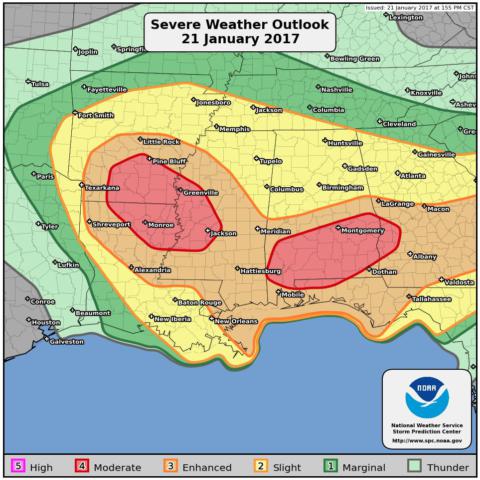 Issued: 21 January 2017 at 155 PM CST
Severe Weather Outlook
21 January 2017
Lexington
Joplin
Bowling Green
Tulsa
Fayetteville
Nashville
Knoxville
Jonesboro
Jackson
Columbia
Fort Smith
Memphis
Cleveland
Little Rock
Huntsville
Pine Bluff
Tupelo
Gadsden
Gainesville
Paris
Texarkana
Greenville
Columbus
Birmingham
Atlanta
LaGrange
Macon
Tyler
Shreveport
Monroe
Jackson
Meridian
Montgomery
Lufkin
Alexandria
Hattiesburg
Dothan
Albany
Valdosta
Conroe
Beaumont
Baton Rouge
Mobile
Tallahassee
Houston
New Iberia
New Orleans
Galveston
NOAA
National Weather Service
Storm Prediction Center
http://www.spc.noaa.gov
5 High 4 Moderate 3 Enhanced 2 Slight 1 Marginal Thunder